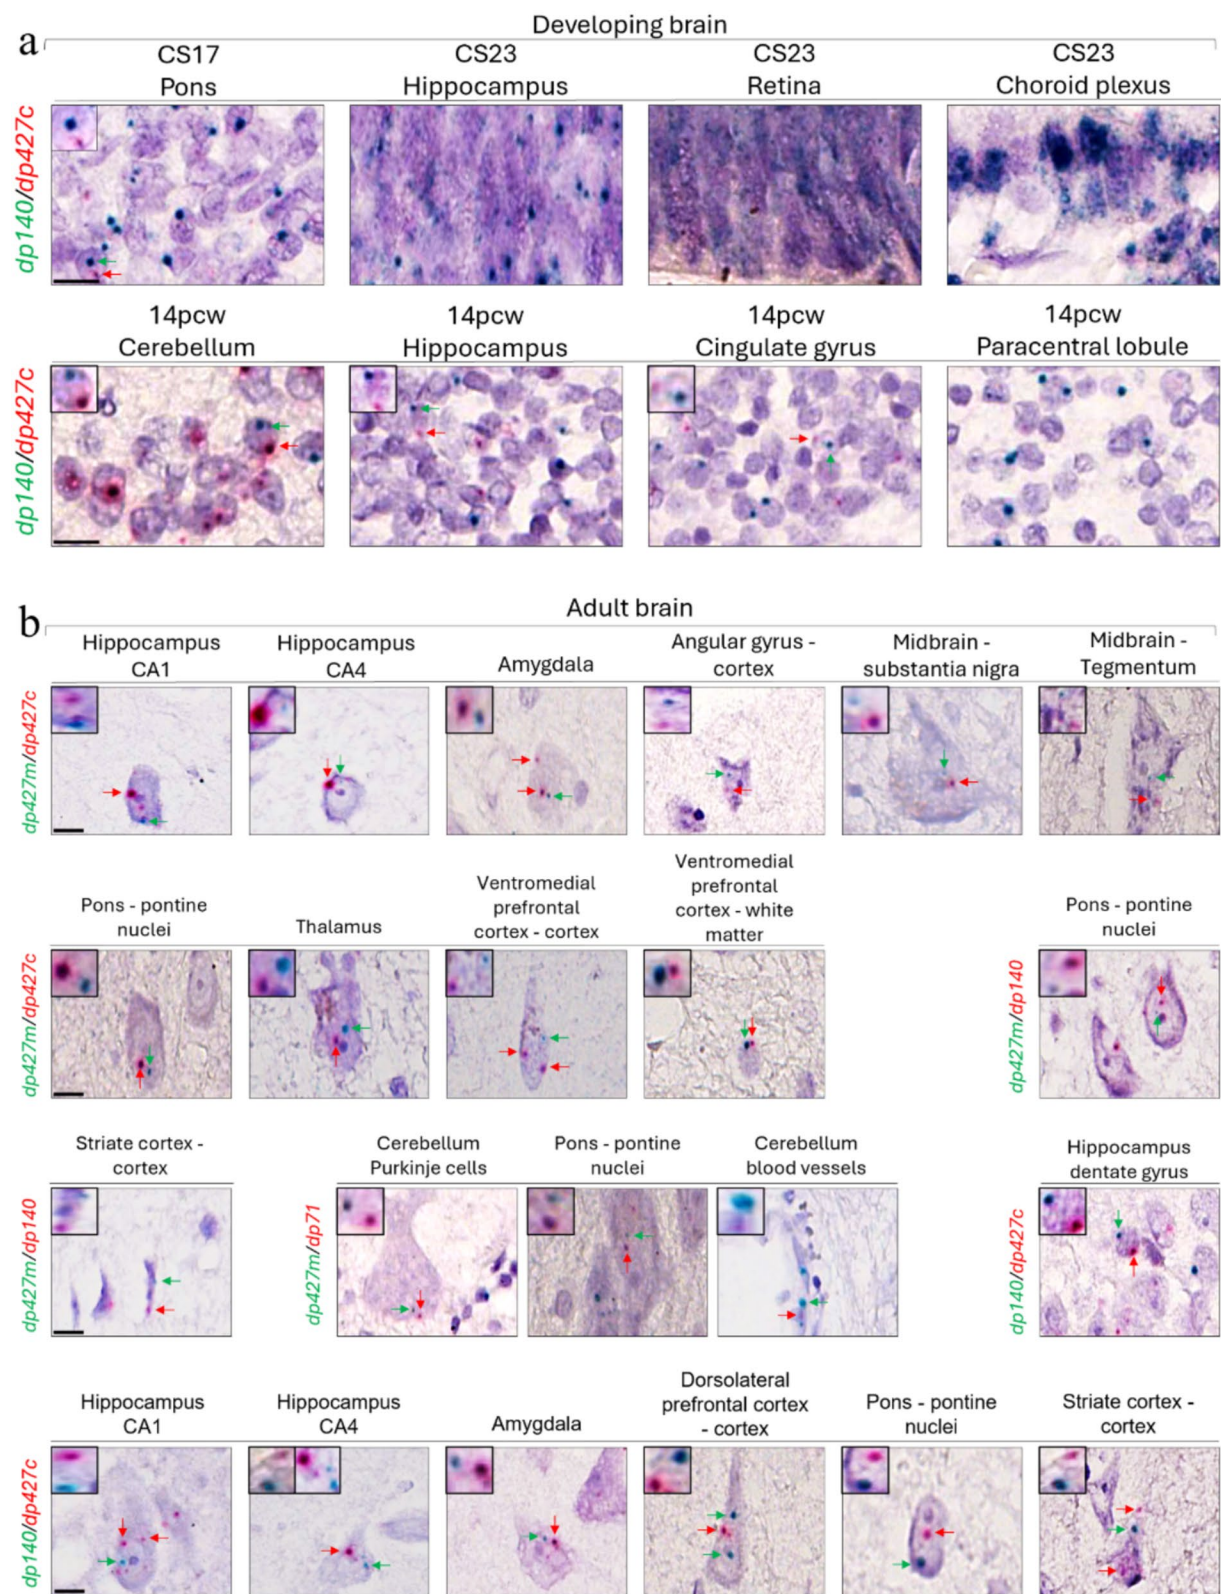 a
Developing brain
CS17
Pons
CS23
Hippocampus
CS23
Retina
CS23
Choroid plexus
dp140/dp427c
14pcw
Cerebellum
14pcw
Hippocampus
14pcw
Cingulate gyrus
14pcw
Paracentral lobule
dp140/dp427c
b
Adult brain
Hippocampus
CA1
Hippocampus
CA4
Amygdala
Angular gyrus -
cortex
Midbrain -
substantia nigra
Midbrain -
Tegmentum
dp427m/dp427c
Pons - pontine
nuclei
Thalamus
Ventromedial
prefrontal
cortex - cortex
Ventromedial
prefrontal
cortex - white
matter
Pons - pontine
nuclei
dp427m/dp427c
dp427m/dp140
Striate cortex -
cortex
Cerebellum
Purkinje cells
Pons - pontine
nuclei
Cerebellum
blood vessels
Hippocampus
dentate gyrus
dp427m/dp140
dp427m/dp71
dp140/dp427c
Hippocampus
CA1
Hippocampus
CA4
Amygdala
Dorsolateral
prefrontal cortex
- cortex
Pons - pontine
nuclei
Striate cortex -
cortex
dp140/dp427c